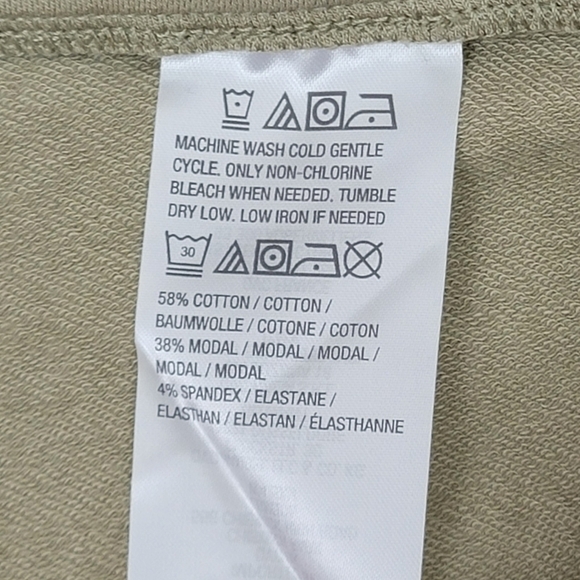 MACHINE WASH COLD GENTLE
CYCLE. ONLY NON-CHLORINE
BLEACH WHEN NEEDED. TUMBLE
DRY LOW. LOW IRON IF NEEDED
30
58% COTTON / COTTON /
BAUMWOLLE / COTONE / COTON
38% MODAL / MODAL / MODAL /
MODAL / MODAL
4% SPANDEX / ELASTANE /
ELASTHAN / ELASTAN / ÉLASTHANNE